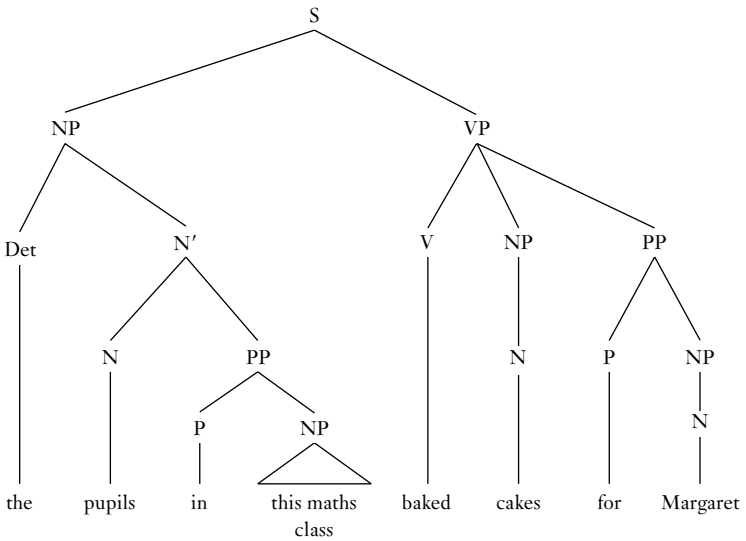 S
NP VP
Det N′ V NP PP
N PP N P NP
P NP N
the pupils in this maths baked cakes for Margaret
class